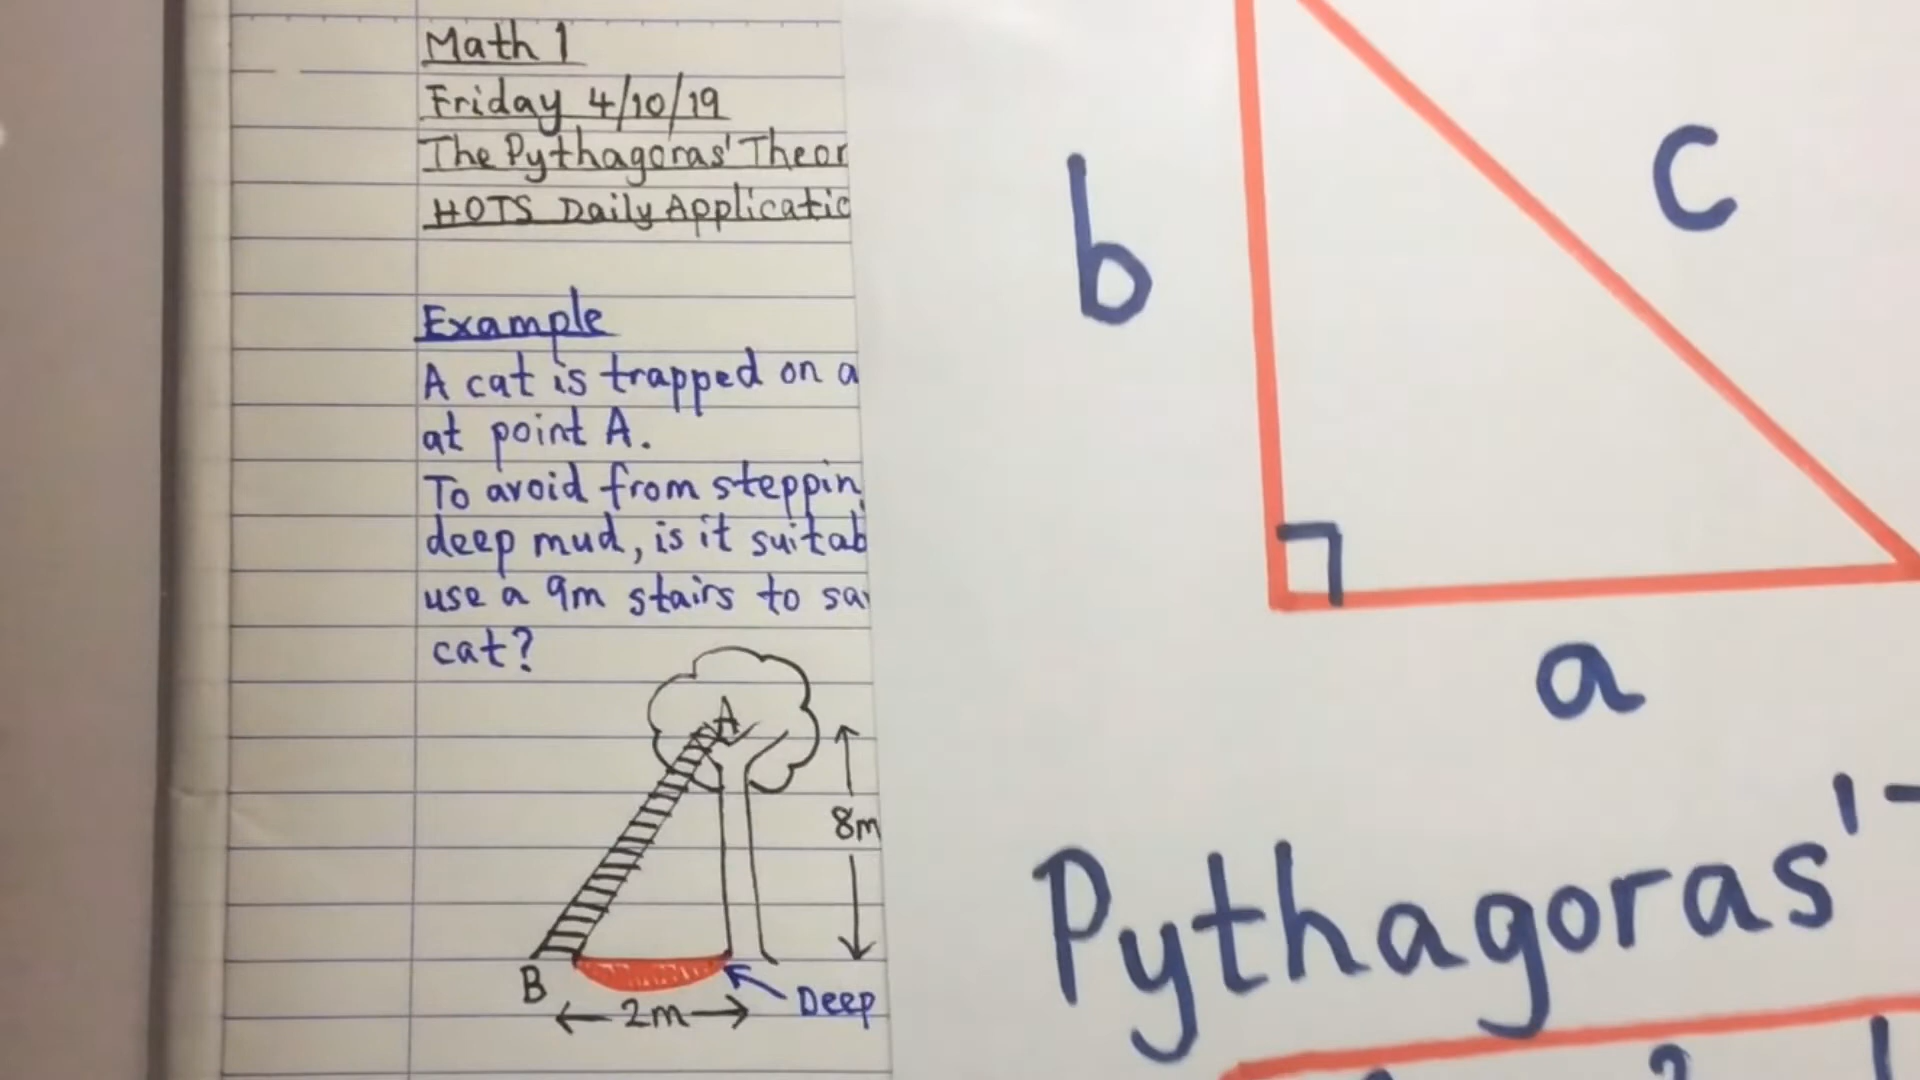 Math 1
Friday 4/10/19
The Pythagoras' Theor
HOTS Daily Applicatio
Example
A cat is trapped on a
at point A.
To avoid from steppin
deep mud, is it suitab
use a 9m stairs to sa
cat?
A
8m
B
2m
Deep
b
c
a
Pythagoras'
2